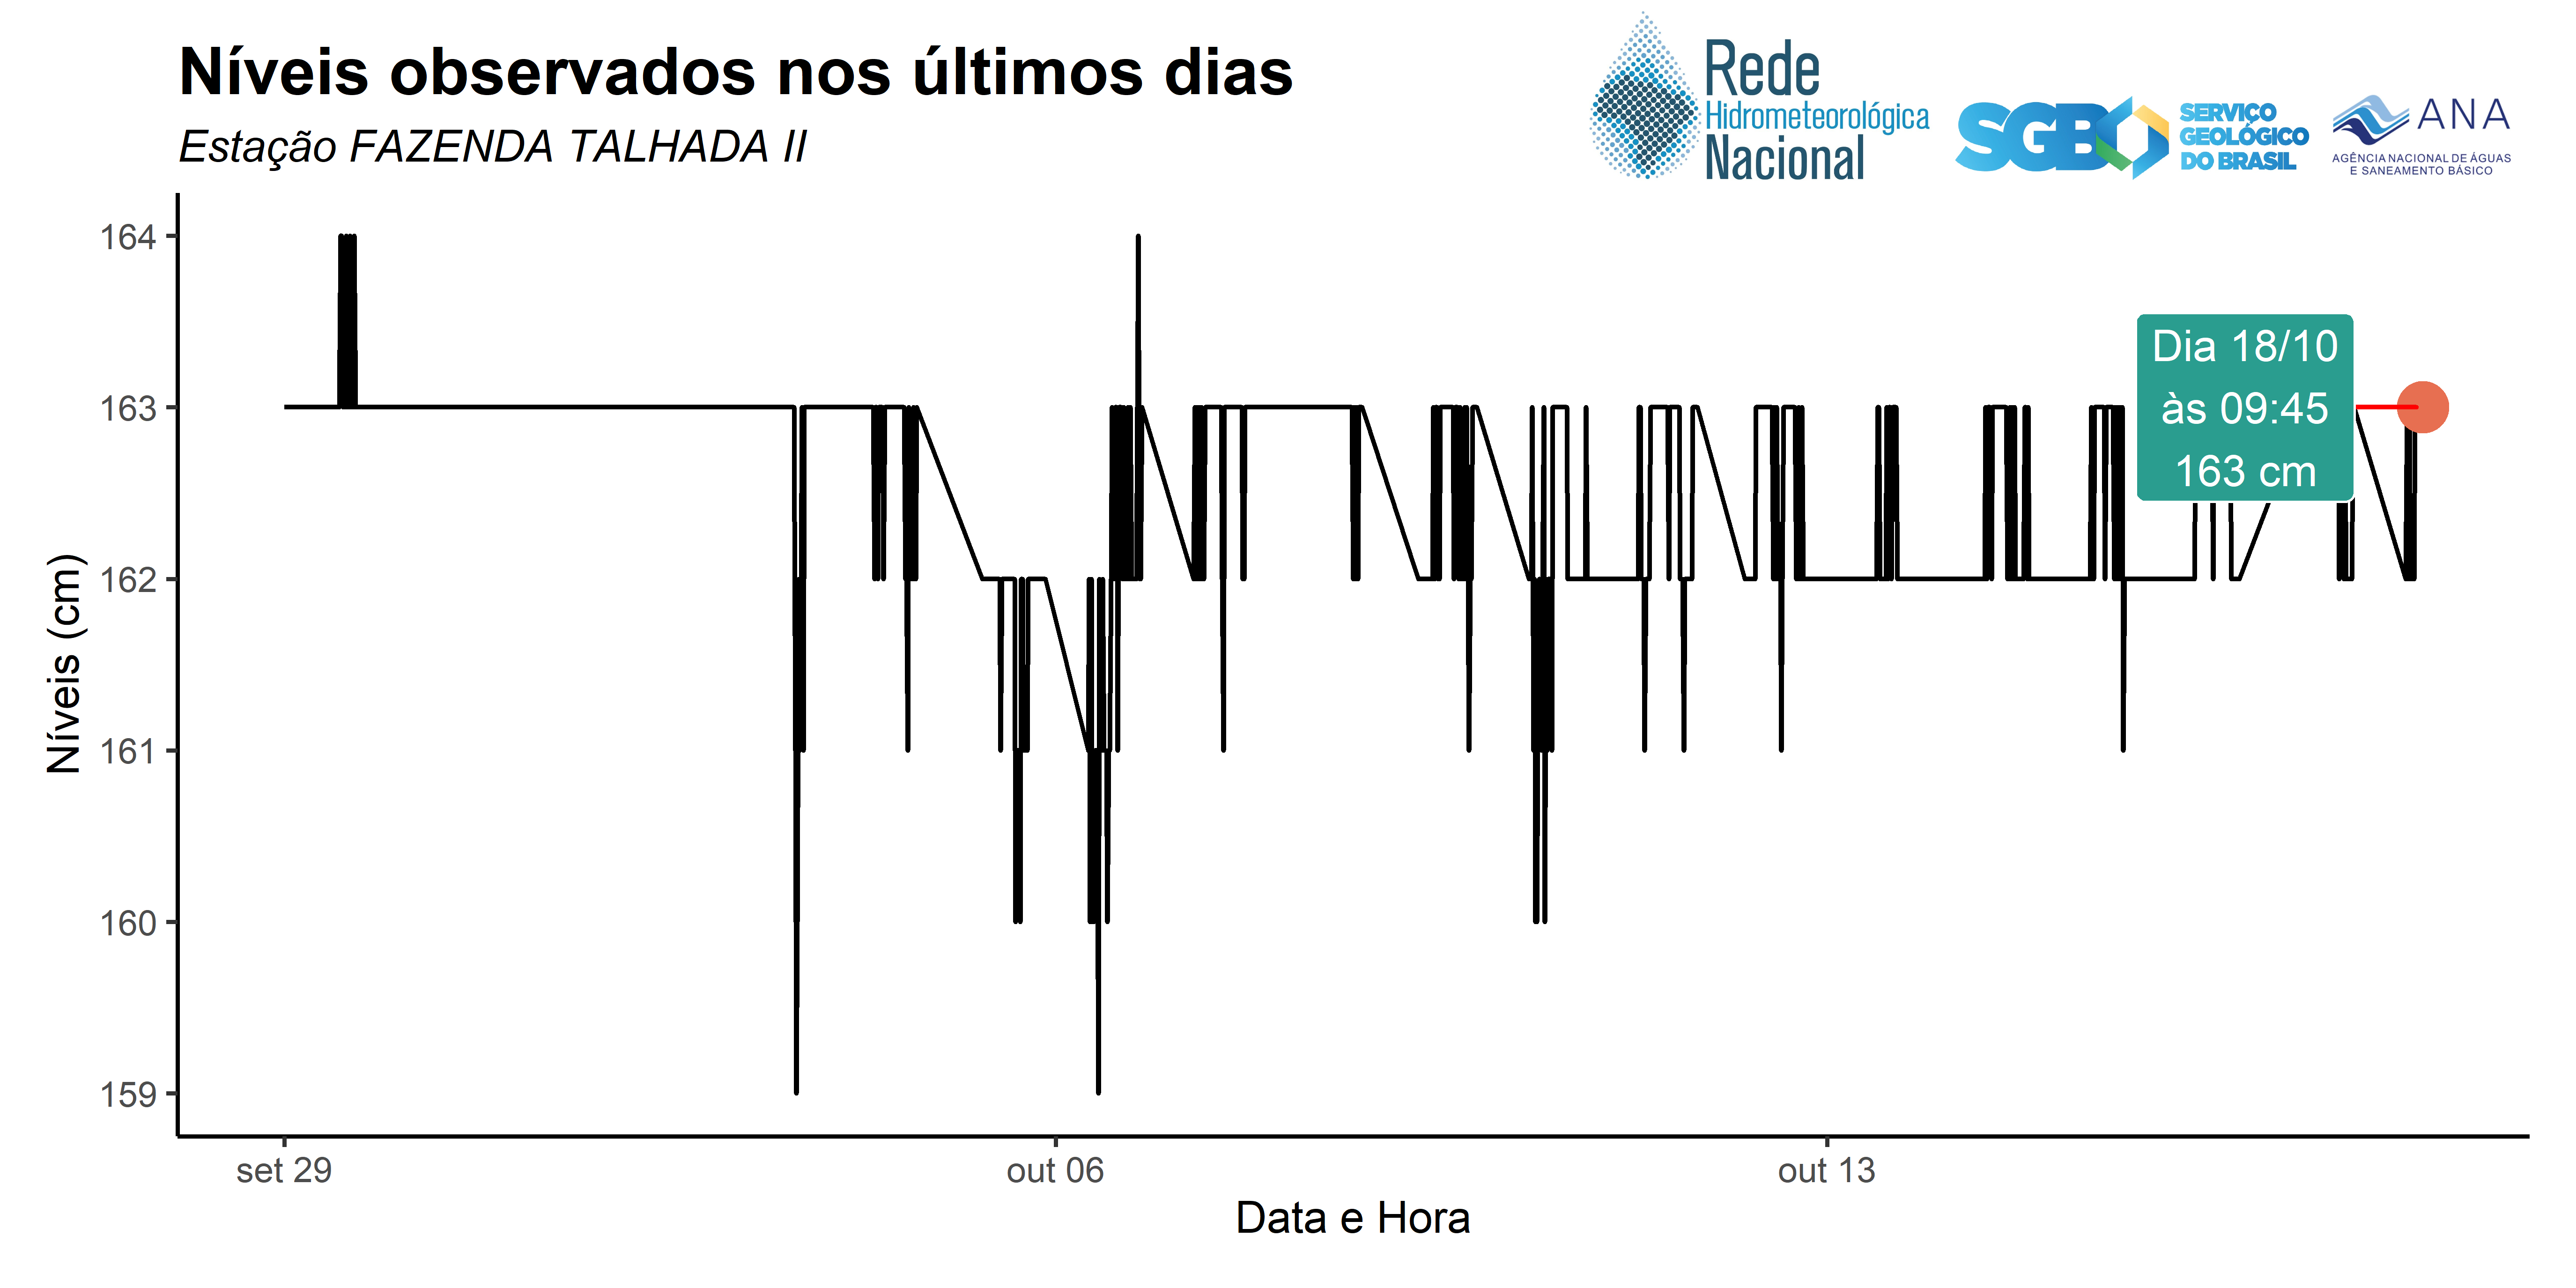 Níveis observados nos últimos dias
Estação FAZENDA TALHADA II
Rede
Hidrometeorológica
Nacional
SGB
SERVIÇO
GEOLÓGICO
DO BRASIL
ANA
AGÊNCIA NACIONAL DE ÁGUAS
E SANEAMENTO BÁSICO
164
163
162
161
160
159
Níveis (cm)
Dia 18/10
às 09:45
163 cm
set 29
out 06
out 13
Data e Hora